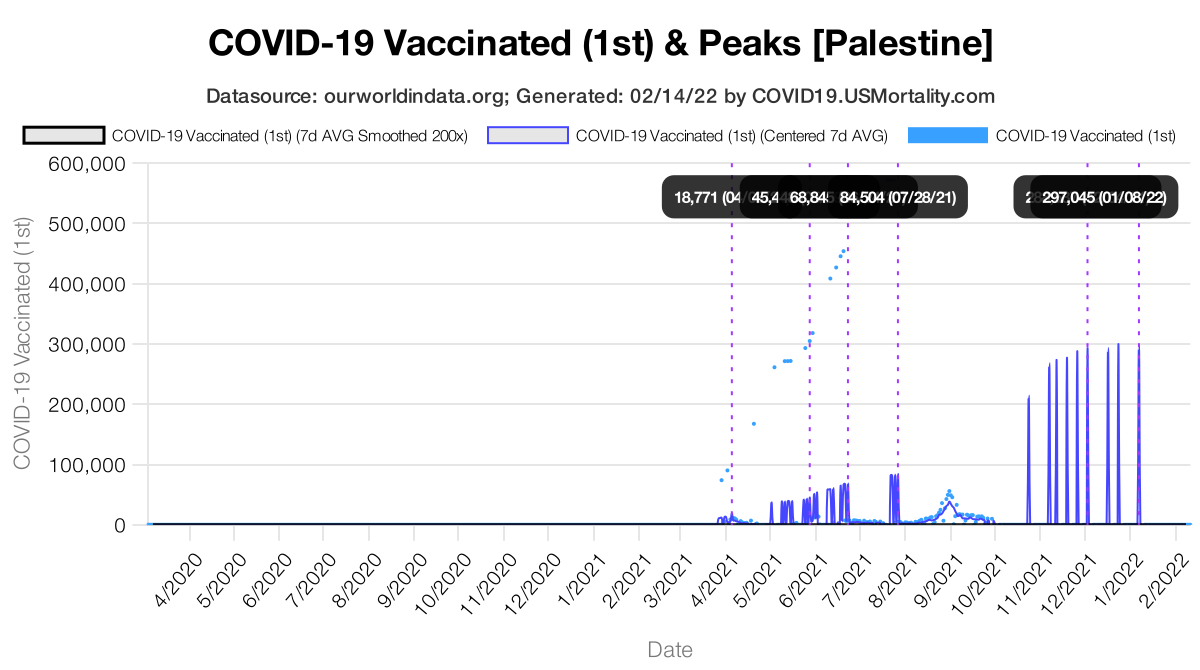 COVID-19 Vaccinated (1st) & Peaks [Palestine]
Datasource: ourworldindata.org; Generated: 02/14/22 by COVID19.USMortality.com
COVID-19 Vaccinated (1st) (7d AVG Smoothed 200x) COVID-19 Vaccinated (1st) (Centered 7d AVG) COVID-19 Vaccinated (1st)
600,000
18,771 84,504 (07/28/21) 297,045 (01/08/22)
500,000
400,000
300,000
200,000
100,000
0
COVID-19 Vaccinated (1st)
4/2020 5/2020 6/2020 7/2020 8/2020 9/2020 10/2020 11/2020 12/2020 1/2021 2/2021 3/2021 4/2021 5/2021 6/2021 7/2021 8/2021 9/2021 10/2021 11/2021 12/2021 1/2022 2/2022
Date